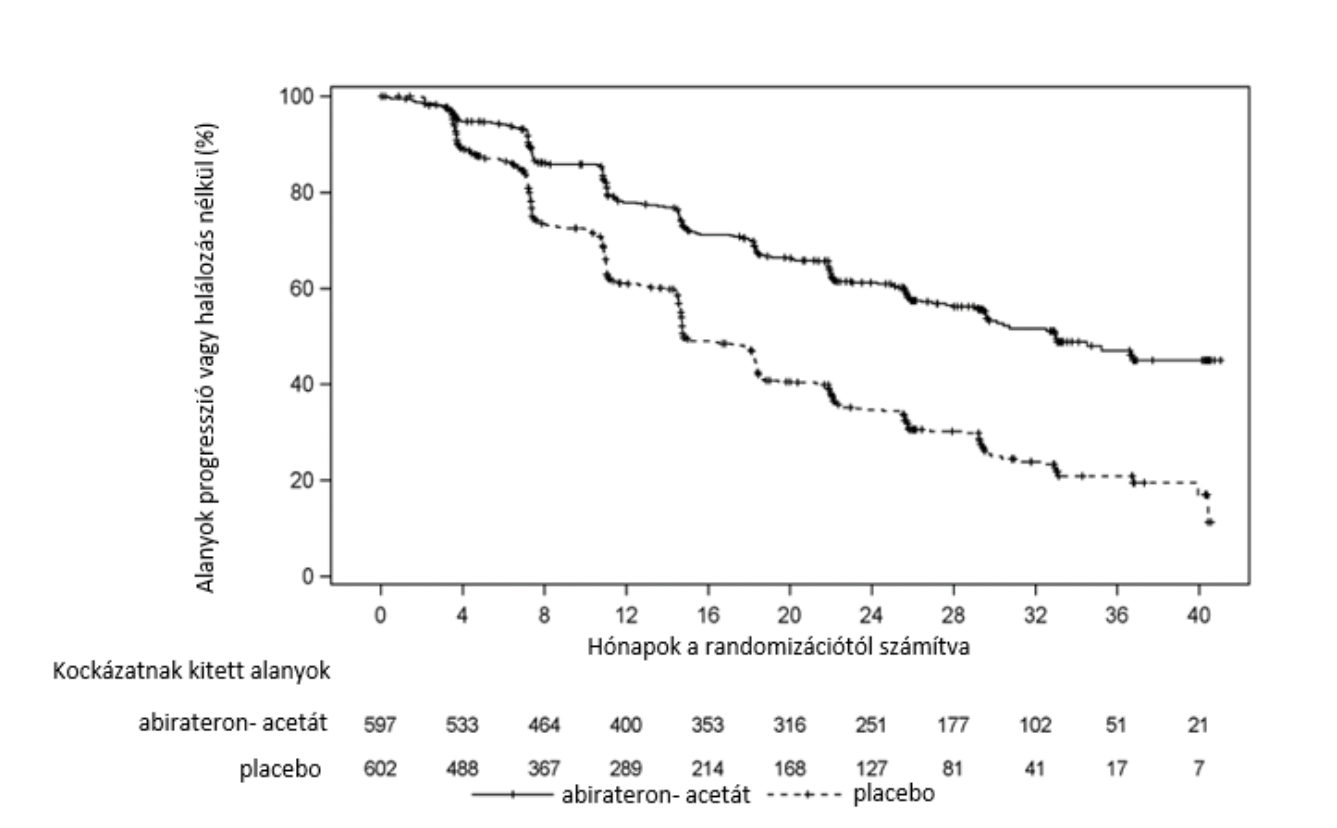 100
80
60
40
20
0
Alanyok progresszió vagy halálozás nélkül (%)
0 4 8 12 16 20 24 28 32 36 40
Hónapok a randomizációtól számítva
Kockázatnak kitett alanyok
abirateron- acetát 597 533 464 400 353 316 251 177 102 51 21
placebo 602 488 367 289 214 168 127 81 41 17 7
abirateron- acetát placebo